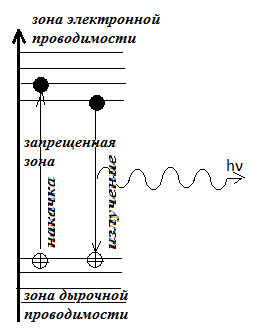 зона электронной
проводимости
запрещенная
зона
накачка
излучение
hν
зона дырочной
проводимости